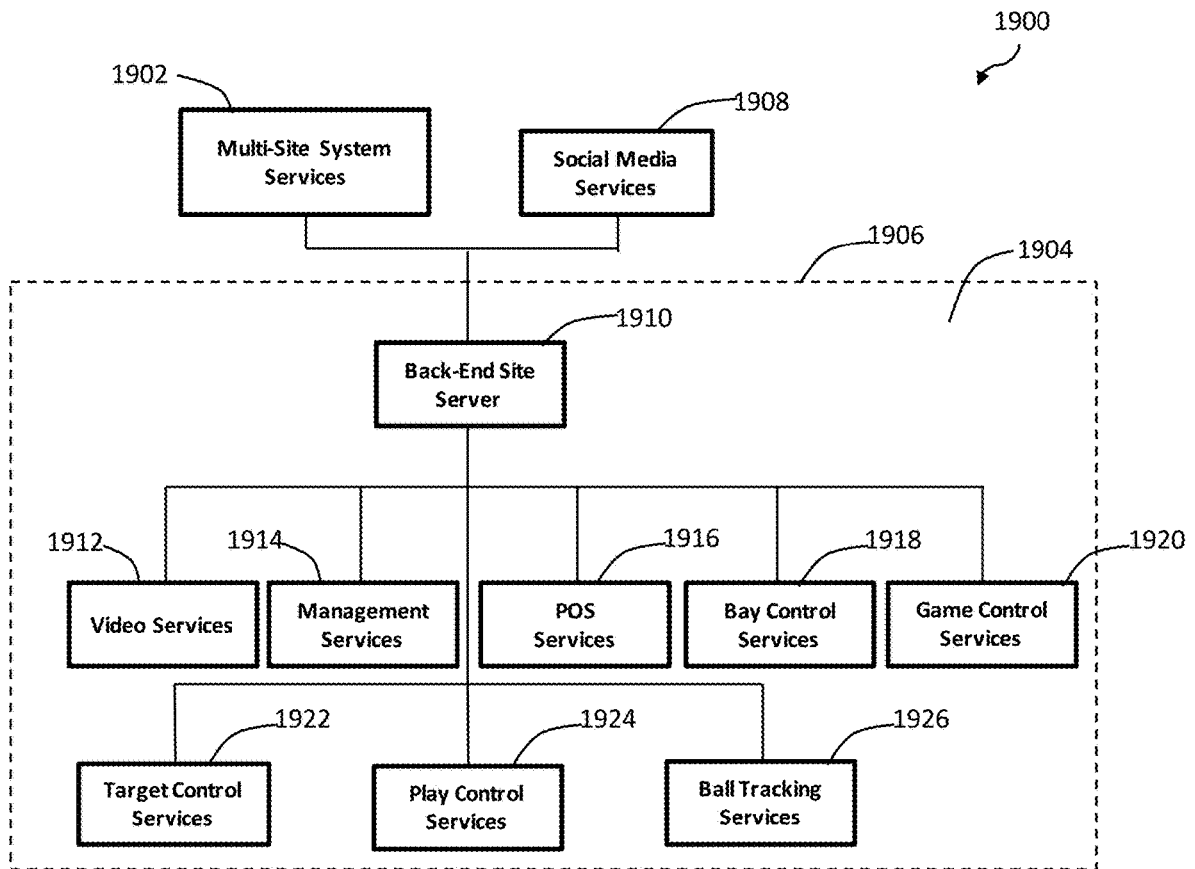 1900
1902
1908
Multi-Site System
Services
Social Media
Services
1906
1904
1910
Back-End Site
Server
1912
1914
1916
1918
1920
Video Services
Management
Services
POS
Services
Bay Control
Services
Game Control
Services
1922
1924
1926
Target Control
Services
Play Control
Services
Ball Tracking
Services